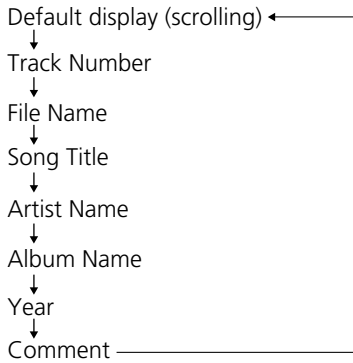 Default display (scrolling)
Track Number
File Name
Song Title
Artist Name
Album Name
Year
Comment